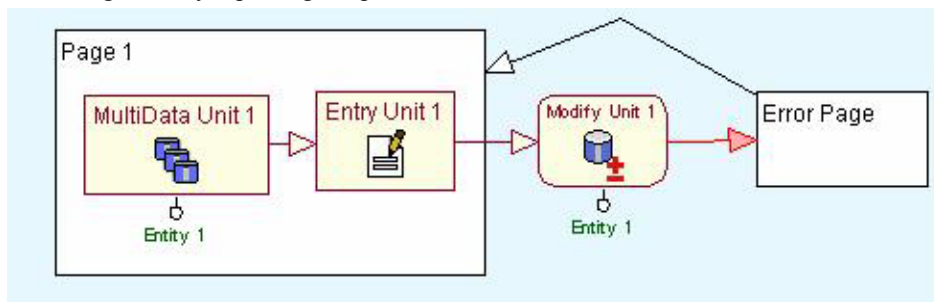 Page 1
MultiData Unit 1
Entry Unit 1
Modify Unit 1
Error Page
Entity 1
Entity 1